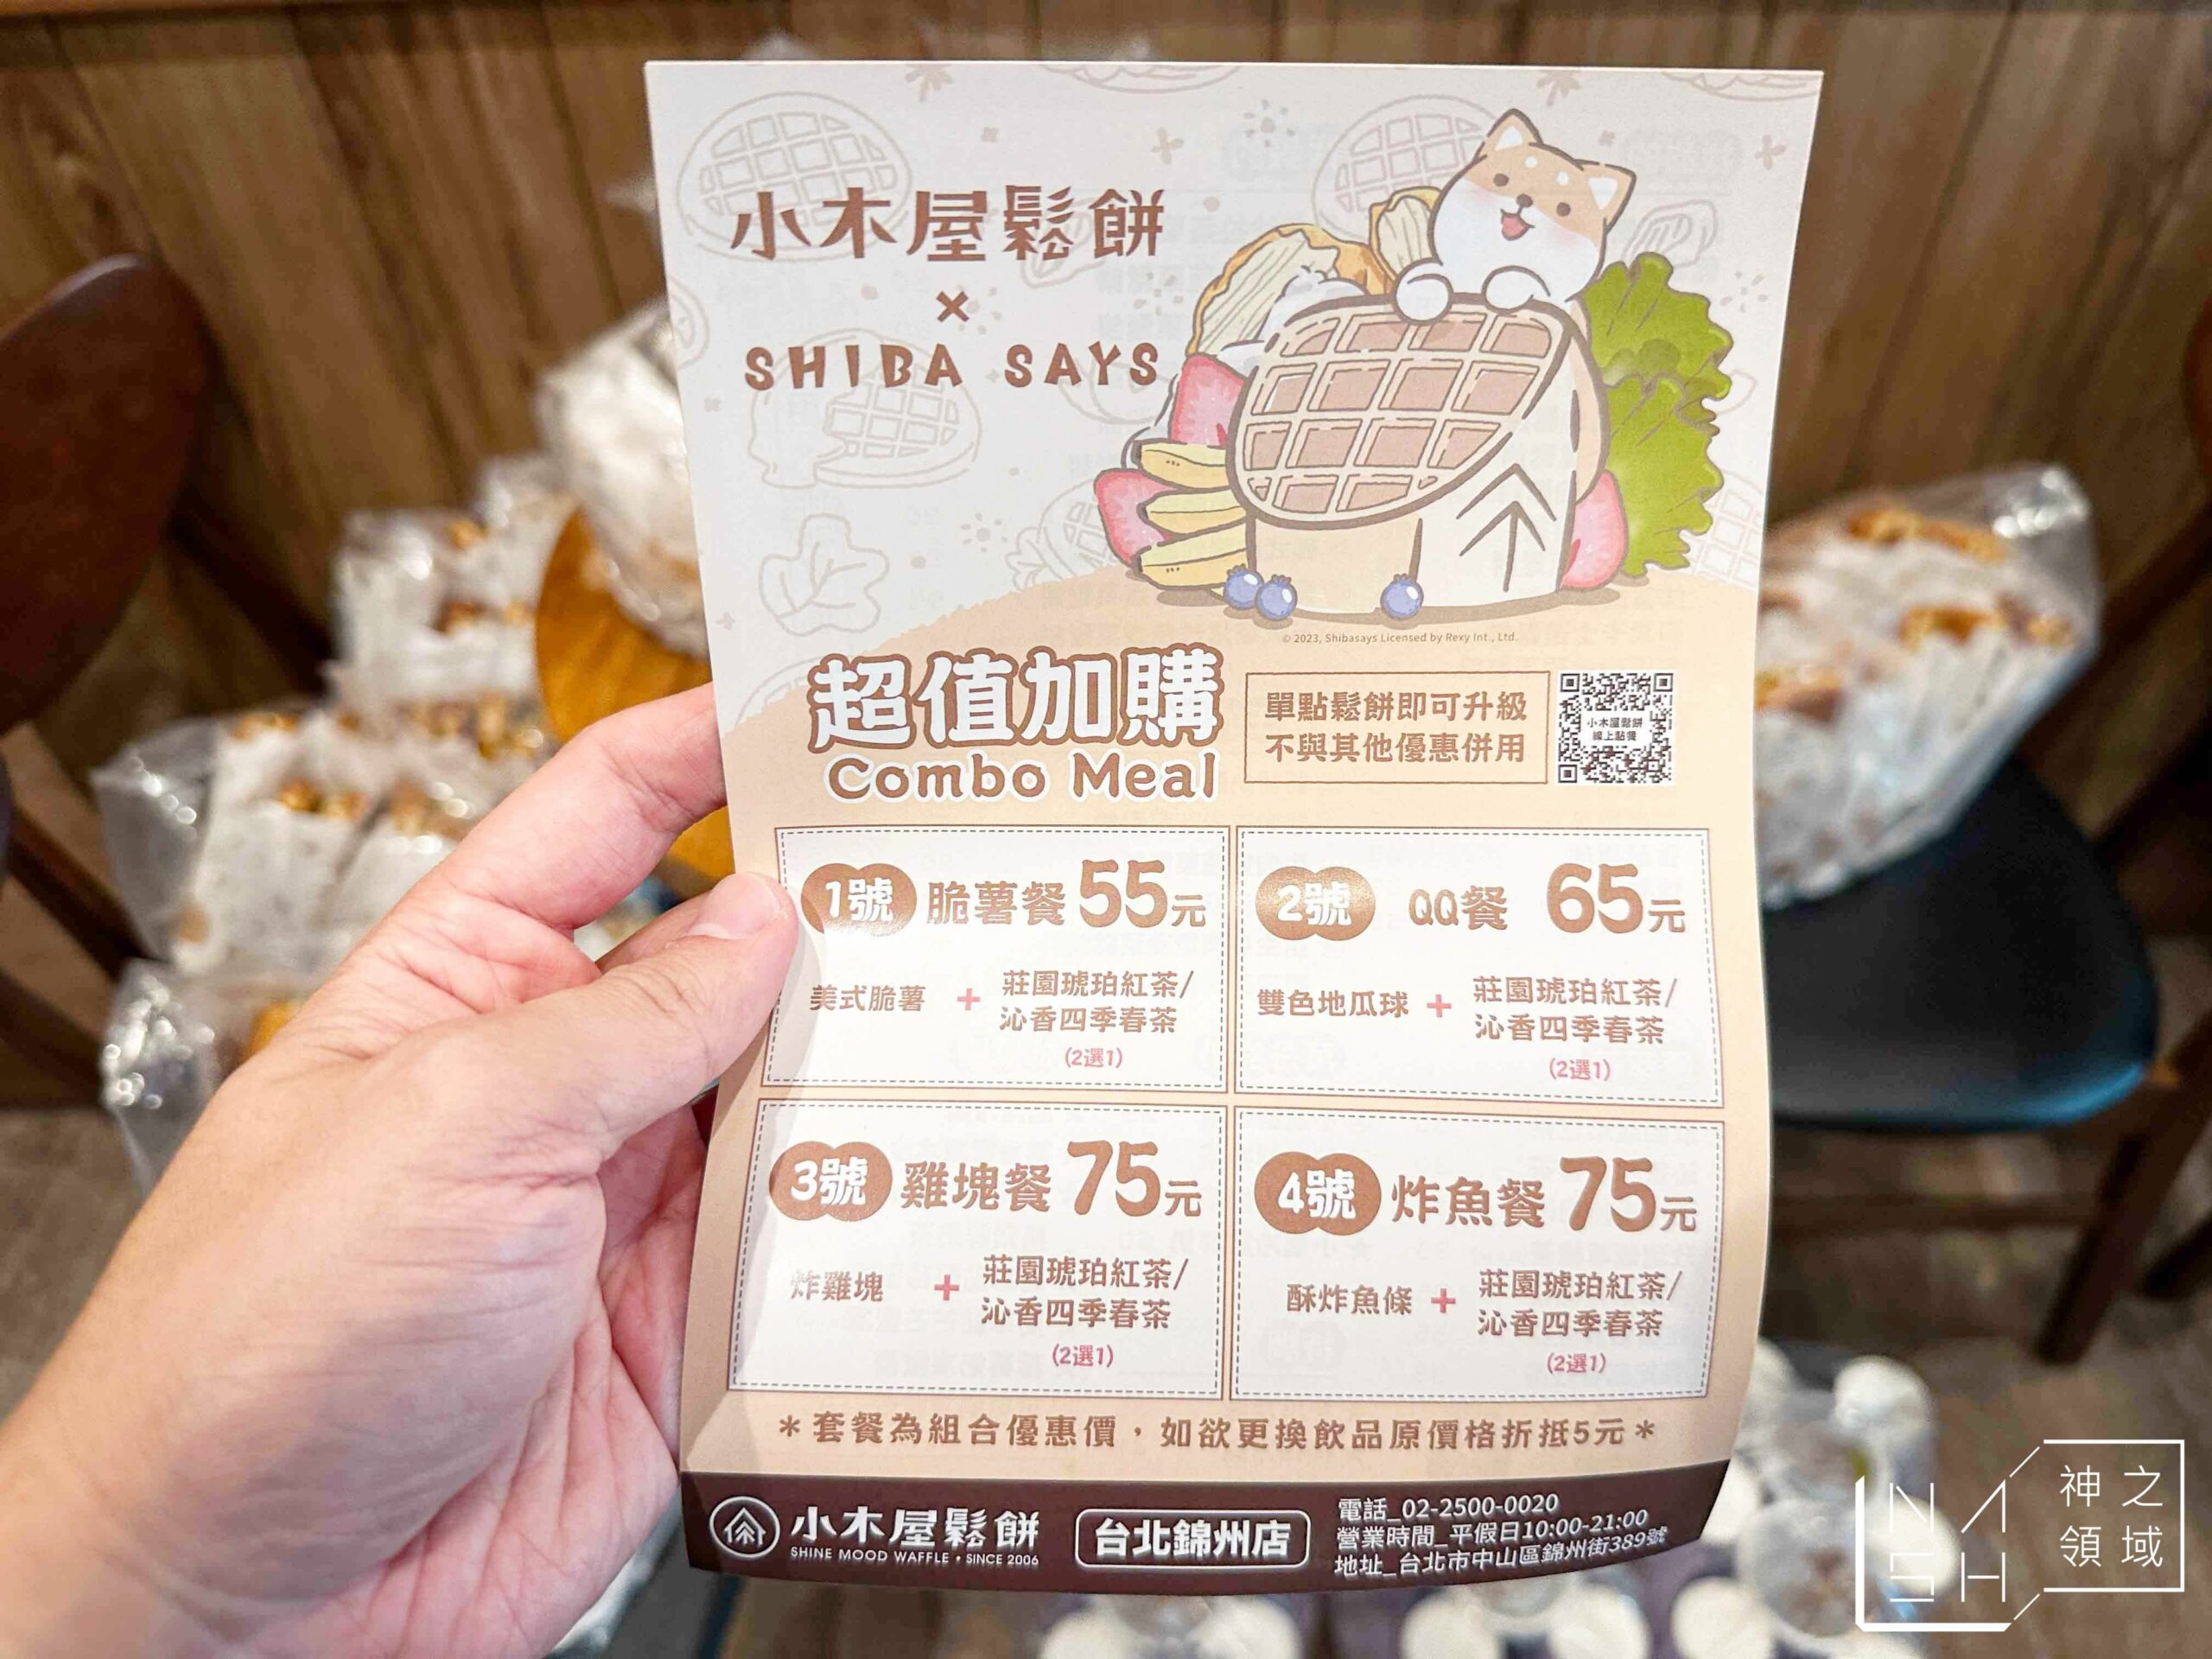 小木屋鬆餅
×
SHIBA SAYS
© 2023, Shibasays Licensed by Rexy Int., Ltd.
超值加購
Combo Meal
單點鬆餅即可升級
不與其他優惠併用
小木屋鬆餅
線上點餐
1號 脆薯餐 55元
美式脆薯 + 莊園琥珀紅茶/
沁香四季春茶
(2選1)
2號 QQ餐 65元
雙色地瓜球 + 莊園琥珀紅茶/
沁香四季春茶
(2選1)
3號 雞塊餐 75元
炸雞塊 + 莊園琥珀紅茶/
沁香四季春茶
(2選1)
4號 炸魚餐 75元
酥炸魚條 + 莊園琥珀紅茶/
沁香四季春茶
(2選1)
＊套餐為組合優惠價，如欲更換飲品原價格折抵5元＊
小木屋鬆餅
SHINE MOOD WAFFLE • SINCE 2006
台北錦州店
電話_02-2500-0020
營業時間_平假日10:00-21:00
地址_台北市中山區錦州街389號
NASH
神之
領域